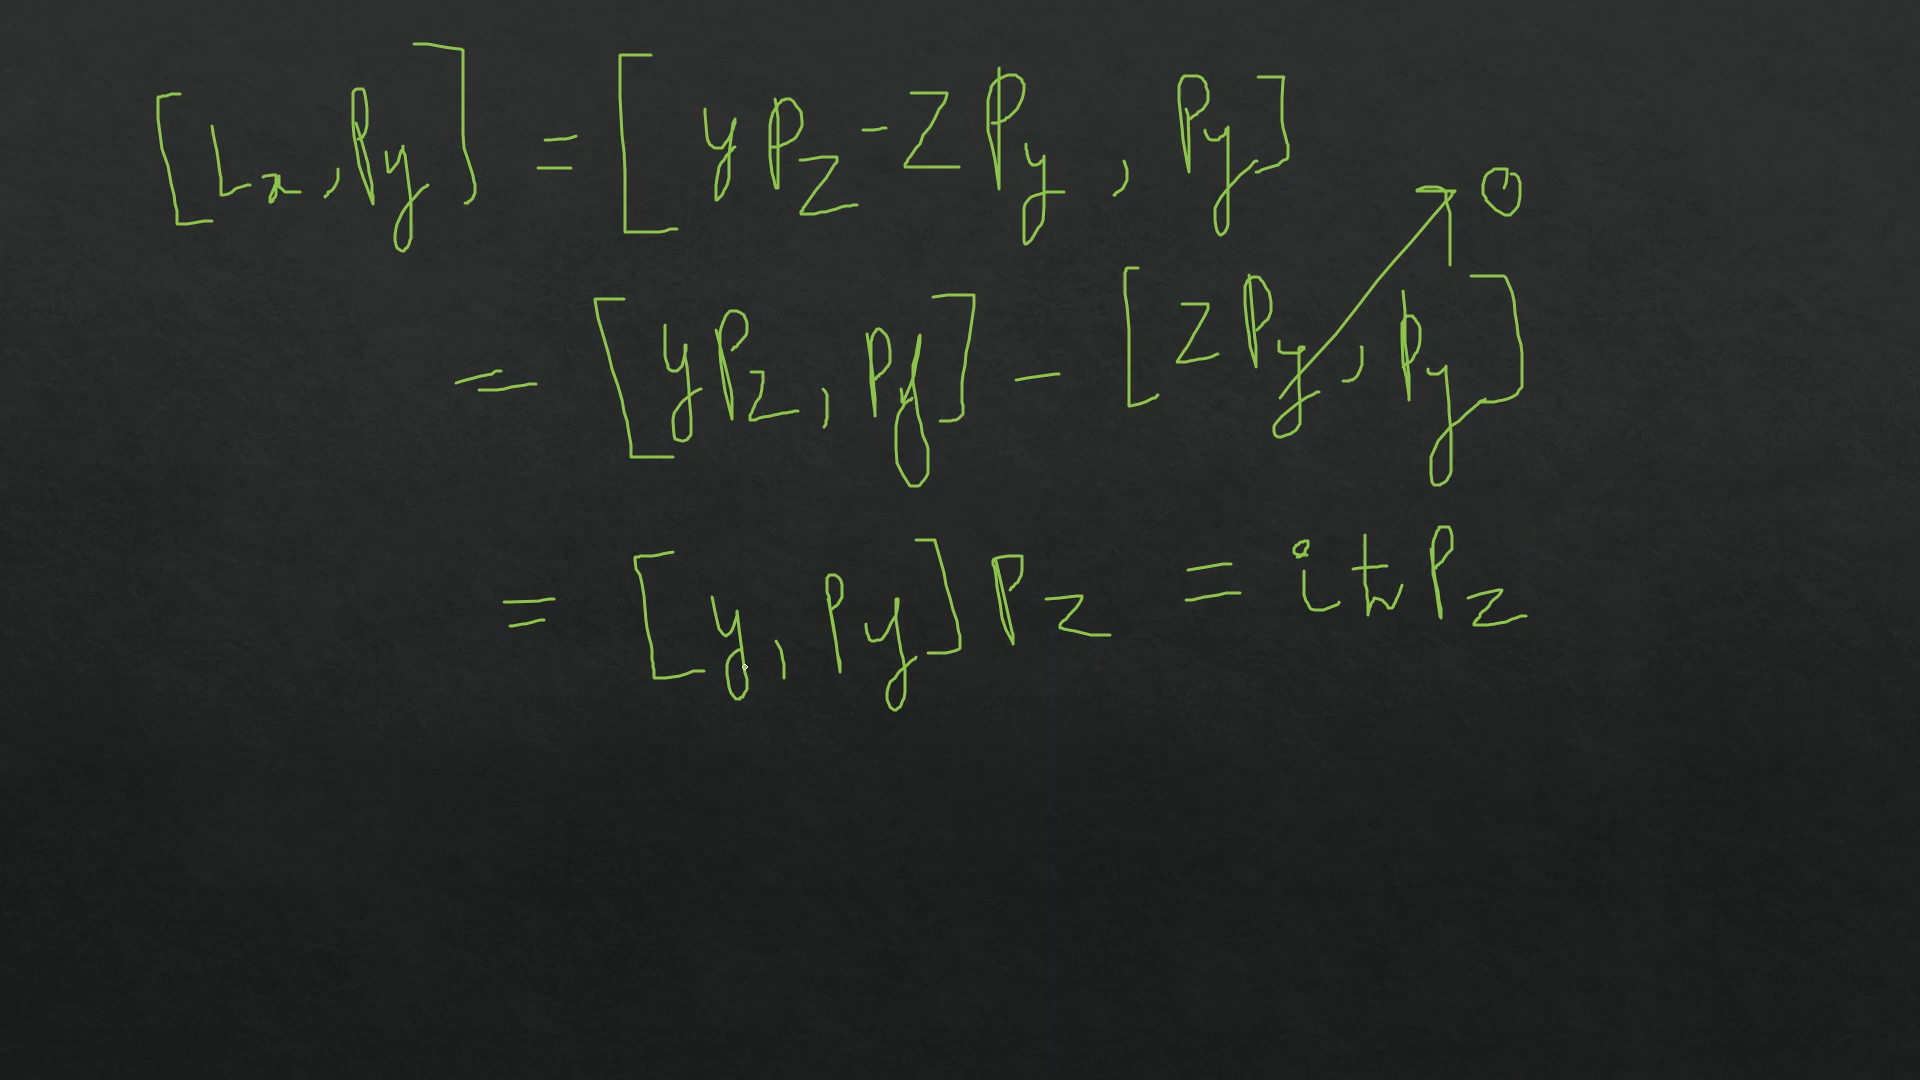 [Lx, Py] = [yPz - zPy, Py]
= [yPz, Py] - [zPy, Py] → 0
= [y, Py] Pz = iħPz